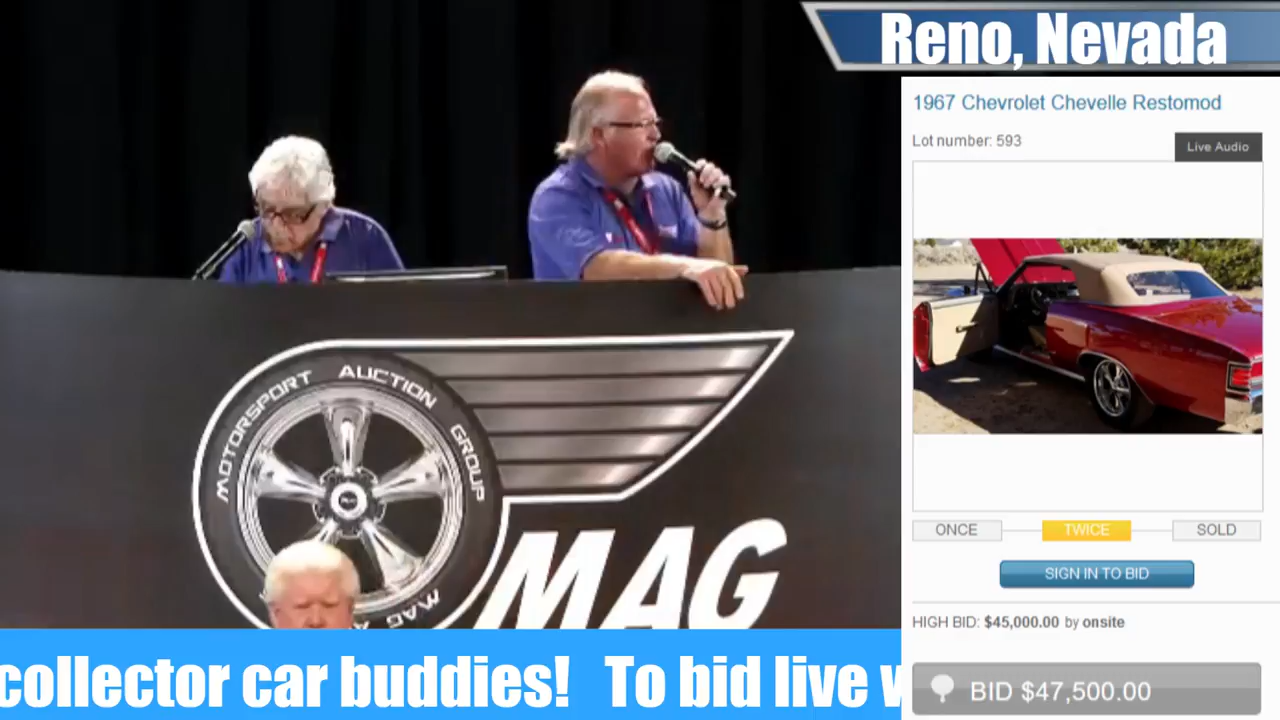 Reno, Nevada
1967 Chevrolet Chevelle Restomod
Lot number: 593
Live Audio
MOTORSPORT AUCTION GROUP
MAG
MAG
ONCE
TWICE
SOLD
SIGN IN TO BID
HIGH BID: $45,000.00 by onsite
BID $47,500.00
collector car buddies! To bid live